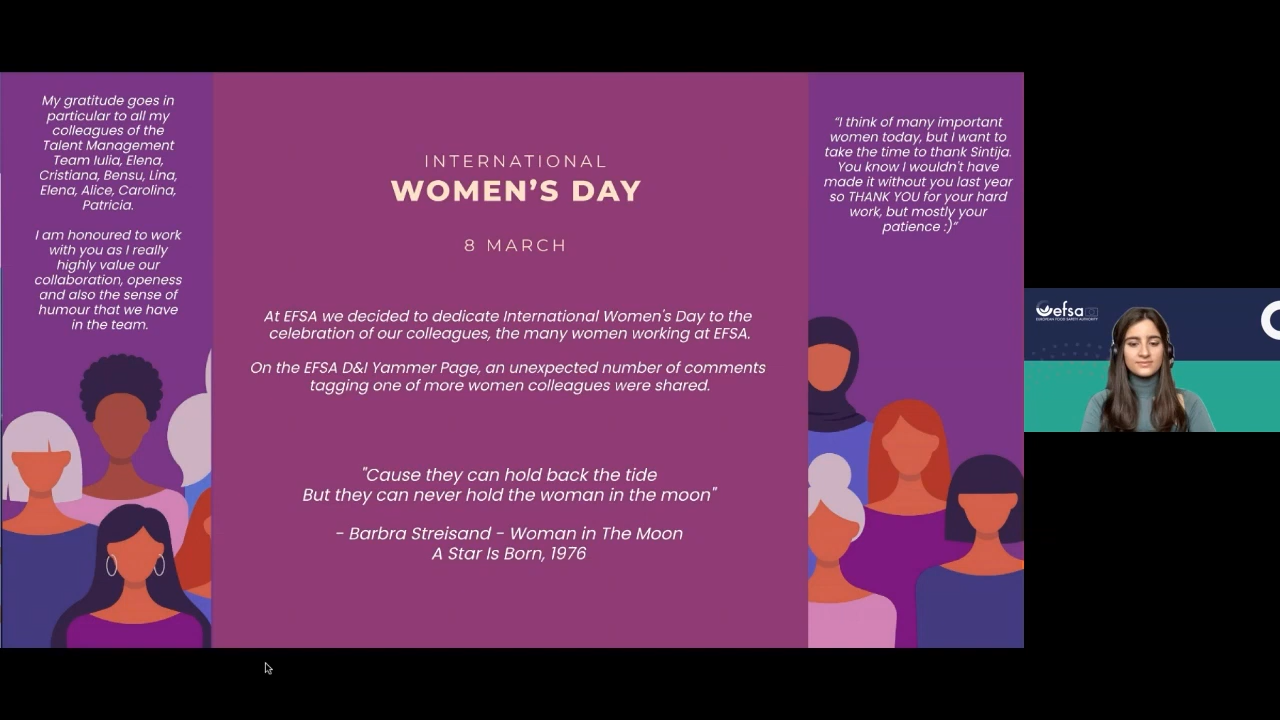 My gratitude goes in
particular to all my
colleagues of the
Talent Management
Team Iulia, Elena,
Cristiana, Bensu, Lina,
Elena, Alice, Carolina,
Patricia.
I am honoured to work
with you as I really
highly value our
collaboration, openess
and also the sense of
humour that we have
in the team.
INTERNATIONAL
WOMEN'S DAY
8 MARCH
At EFSA we decided to dedicate International Women's Day to the
celebration of our colleagues, the many women working at EFSA.
On the EFSA D&I Yammer Page, an unexpected number of comments
tagging one of more women colleagues were shared.
"Cause they can hold back the tide
But they can never hold the woman in the moon"
- Barbra Streisand - Woman in The Moon
A Star Is Born, 1976
“I think of many important
women today, but I want to
take the time to thank Sintija.
You know I wouldn't have
made it without you last year
so THANK YOU for your hard
work, but mostly your
patience :)”
efsa
EUROPEAN FOOD SAFETY AUTHORITY